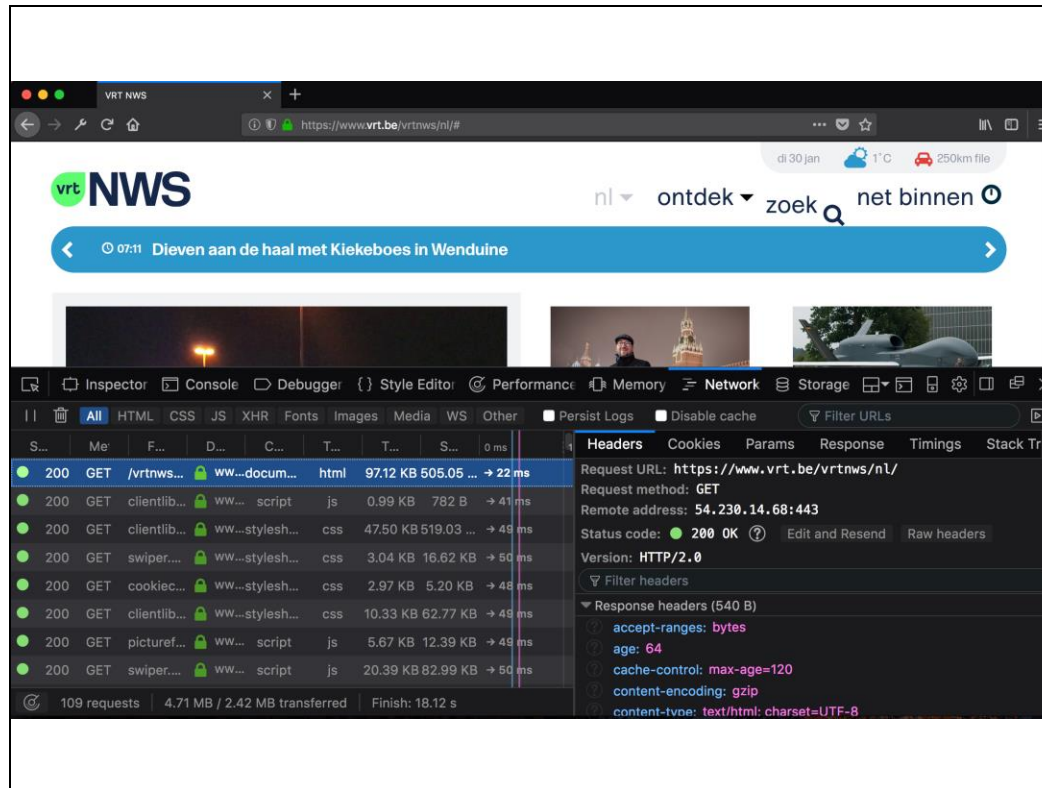 VRT NWS
https://www.vrt.be/vrtnws/nl/#
di 30 jan 1°C 250km file
vrt NWS nl ontdek zoek net binnen
07:11 Dieven aan de haal met Kiekeboes in Wenduine
Inspector Console Debugger {} Style Editor Performance Memory Network Storage
All HTML CSS JS XHR Fonts Images Media WS Other Persist Logs Disable cache Filter URLs
S... Me F... D... C... T... T... S... 0 ms
200 GET /vrtnws... ww... docum... html 97.12 KB 505.05 ... → 22 ms
200 GET clientlib... ww... script js 0.99 KB 782 B → 41 ms
200 GET clientlib... ww... stylesh... css 47.50 KB 519.03 ... → 49 ms
200 GET swiper.... ww... stylesh... css 3.04 KB 16.62 KB → 50 ms
200 GET cookiec... ww... stylesh... css 2.97 KB 5.20 KB → 48 ms
200 GET clientlib... ww... stylesh... css 10.33 KB 62.77 KB → 49 ms
200 GET picturef... ww... script js 5.67 KB 12.39 KB → 49 ms
200 GET swiper.... ww... script js 20.39 KB 82.99 KB → 50 ms
109 requests 4.71 MB / 2.42 MB transferred Finish: 18.12 s
Headers Cookies Params Response Timings Stack Tr
Request URL: https://www.vrt.be/vrtnws/nl/
Request method: GET
Remote address: 54.230.14.68:443
Status code: 200 OK Edit and Resend Raw headers
Version: HTTP/2.0
Filter headers
Response headers (540 B)
accept-ranges: bytes
age: 64
cache-control: max-age=120
content-encoding: gzip
content-type: text/html; charset=UTF-8